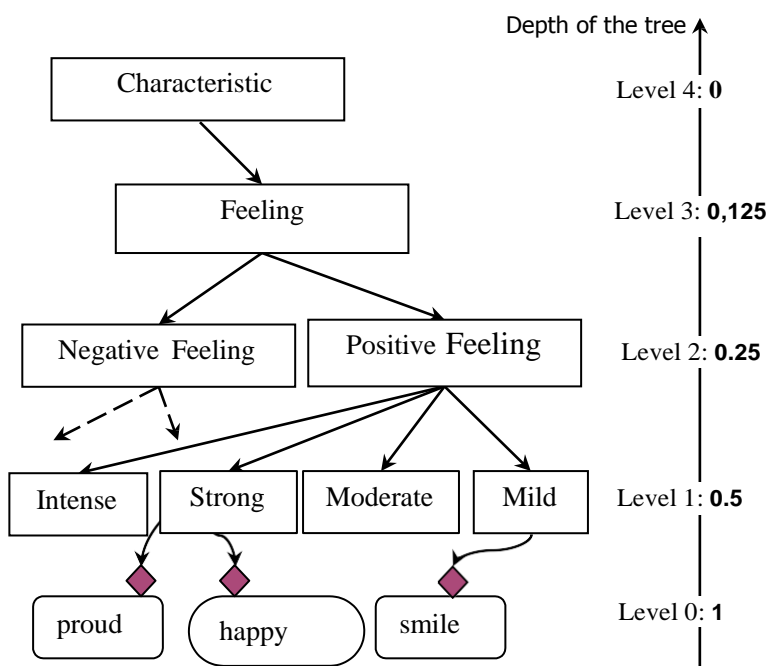 Depth of the tree
Characteristic
Level 4: 0
Feeling
Level 3: 0,125
Negative Feeling
Positive Feeling
Level 2: 0.25
Intense
Strong
Moderate
Mild
Level 1: 0.5
proud
happy
smile
Level 0: 1